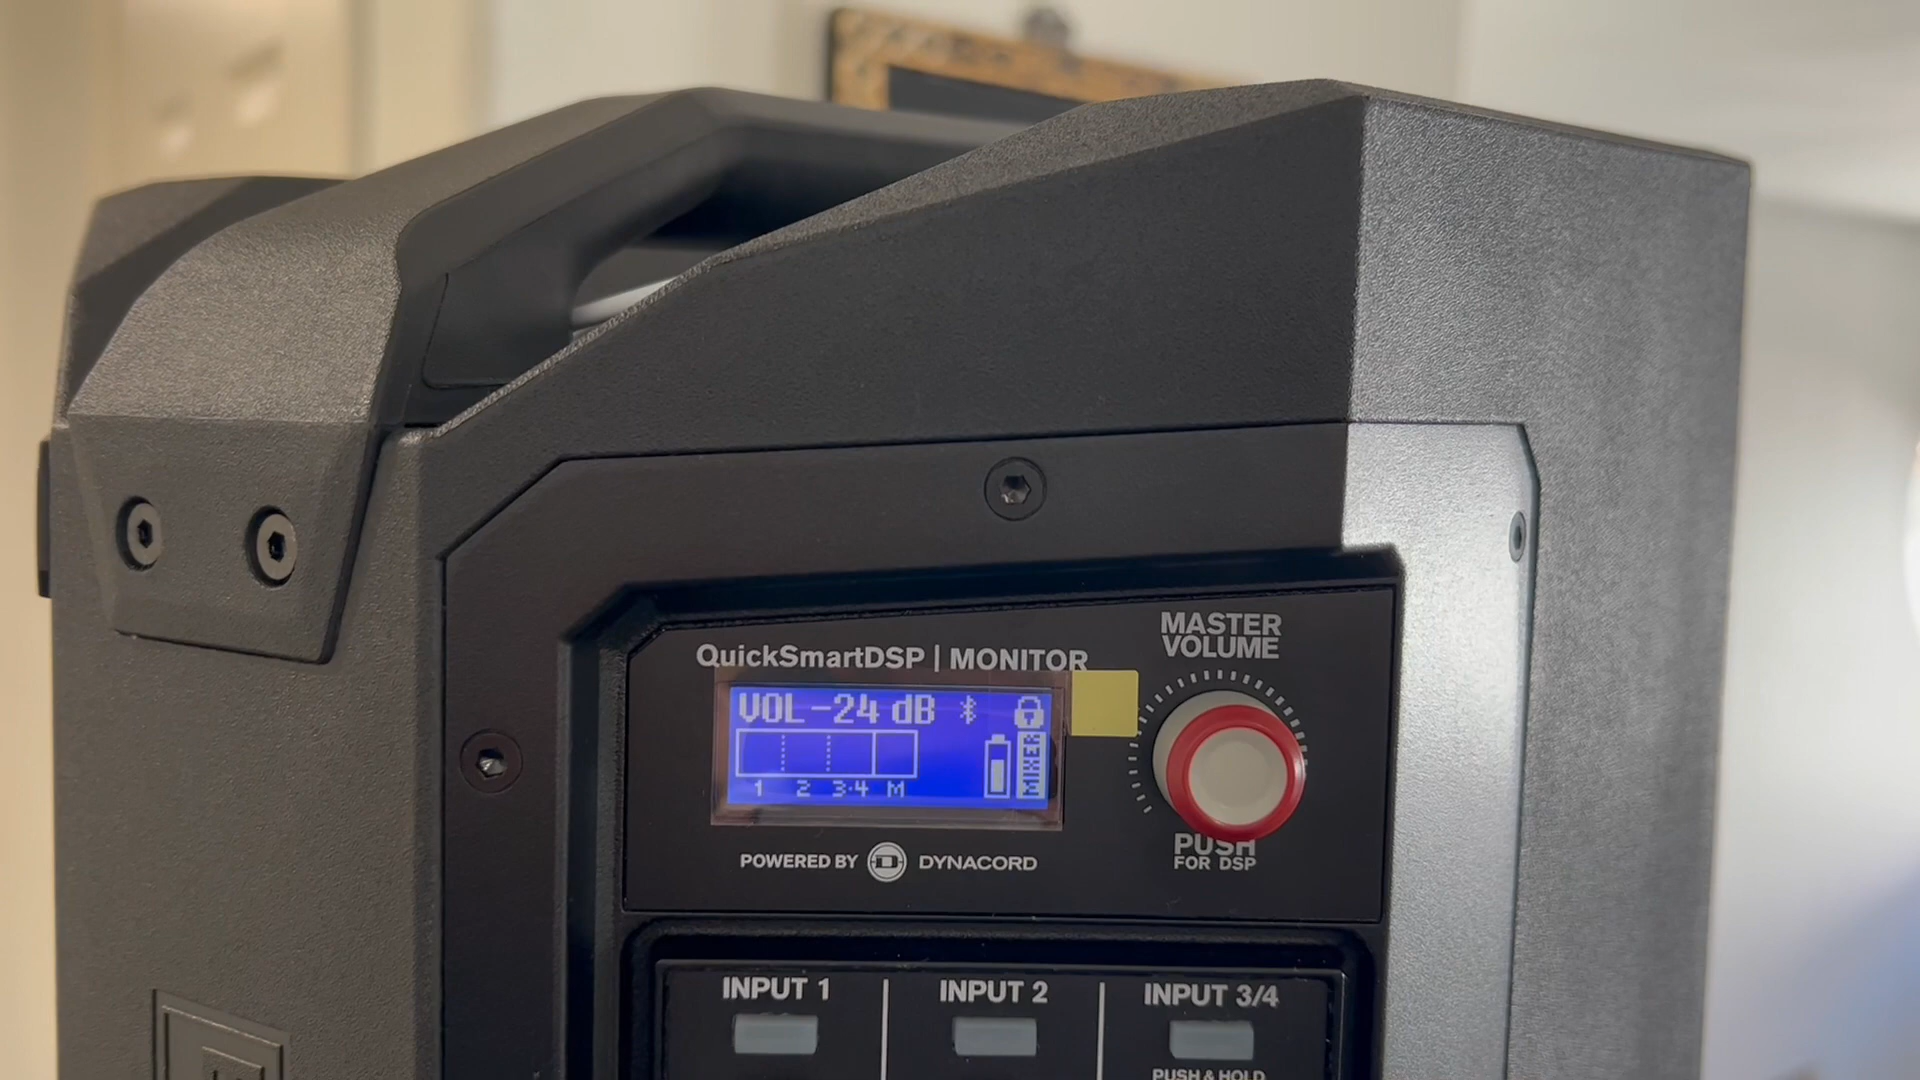 MASTER
VOLUME
QuickSmartDSP | MONITOR
VOL -24 dB
MIXER
1 2 3·4 M
PUSH
FOR DSP
POWERED BY DYNACORD
INPUT 1 INPUT 2 INPUT 3/4
PUSH & HOLD